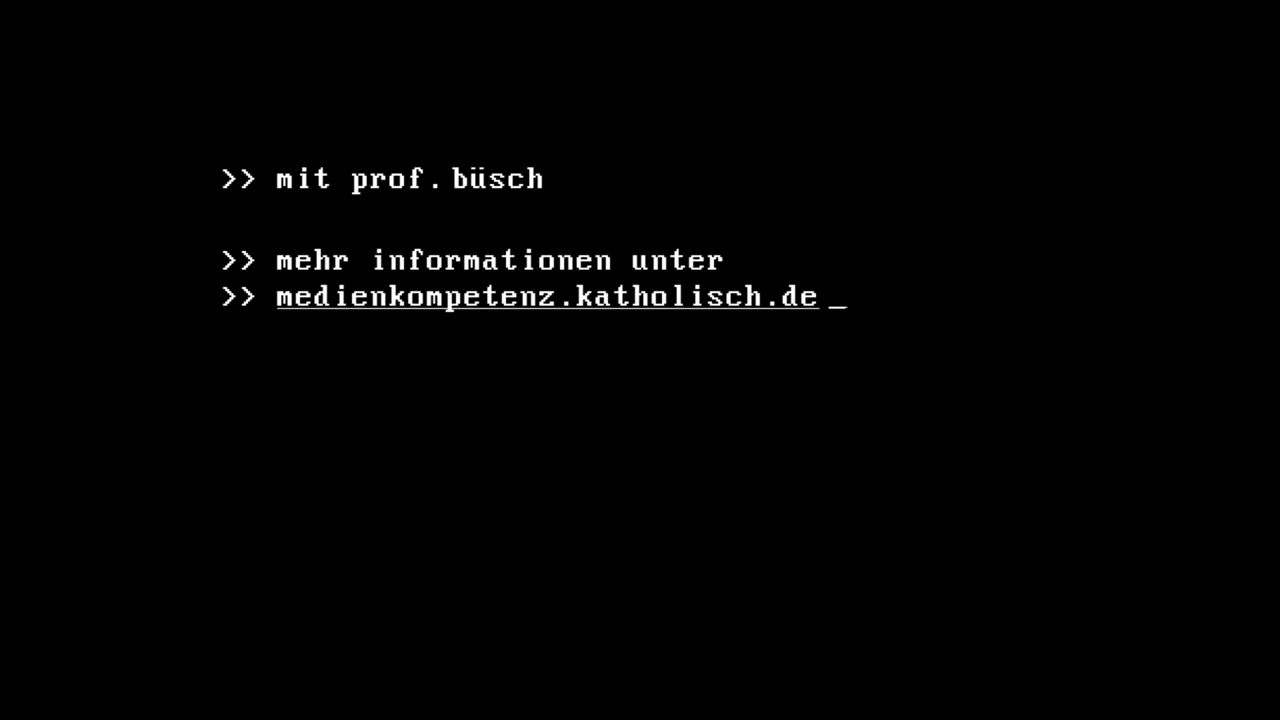 >> mit prof.büsch
>> mehr informationen unter
>> medienkompetenz.katholisch.de _